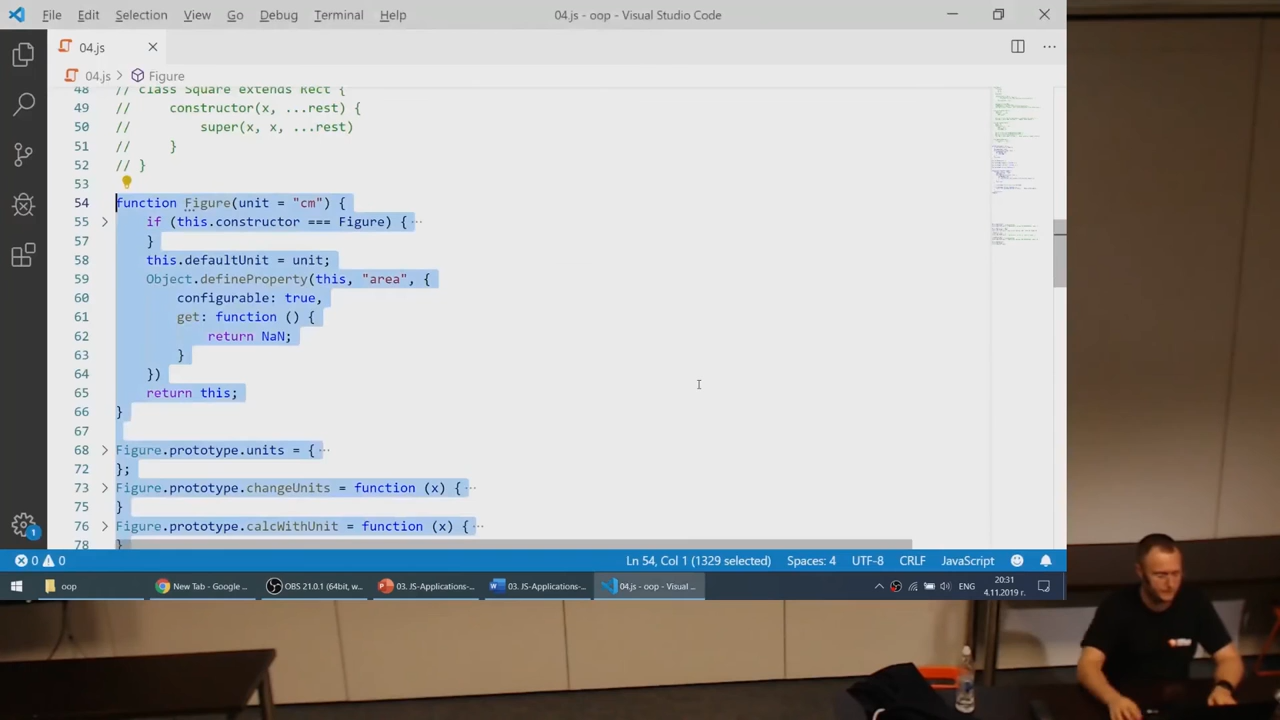 File Edit Selection View Go Debug Terminal Help 04.js - oop - Visual Studio Code
04.js
04.js > Figure
48 // class Square extends Rect {
49 // constructor(x, ...rest) {
50 // super(x, x, ...rest)
51 // }
52 // }
53
54 function Figure(unit = "cm") {
55 if (this.constructor === Figure) {
57 }
58 this.defaultUnit = unit;
59 Object.defineProperty(this, "area", {
60 configurable: true,
61 get: function () {
62 return NaN;
63 }
64 })
65 return this;
66 }
67
68 Figure.prototype.units = {
72 };
73 Figure.prototype.changeUnits = function (x) {
75 }
76 Figure.prototype.calcWithUnit = function (x) {
78 }
0 0 Ln 54, Col 1 (1329 selected) Spaces: 4 UTF-8 CRLF JavaScript
oop New Tab - Google ... OBS 21.0.1 (64bit, w... 03. JS-Applications-... 03. JS-Applications-... 04.js - oop - Visual ... ЕНГ 20:31
4.11.2019 г.
1